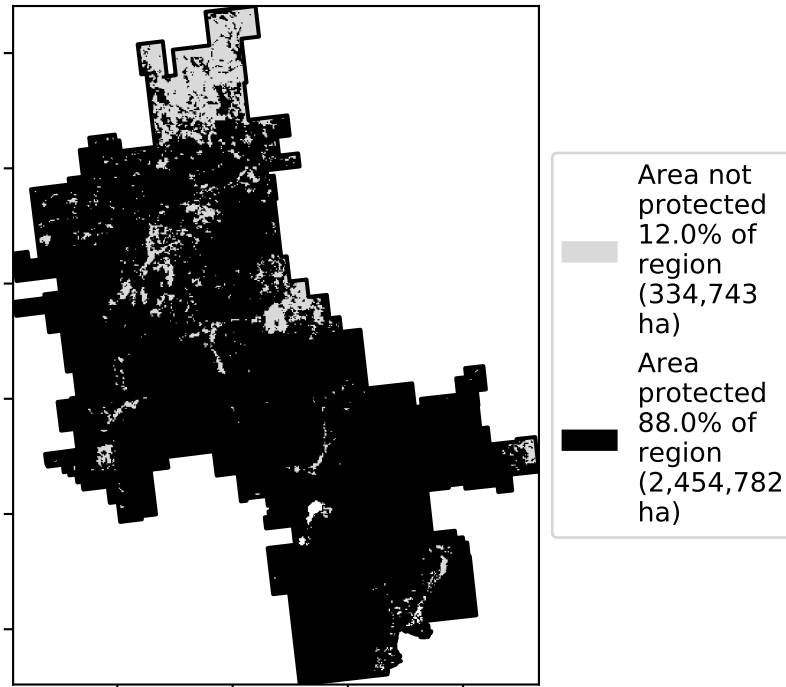 Area not
protected
12.0% of
region
(334,743
ha)
Area
protected
88.0% of
region
(2,454,782
ha)